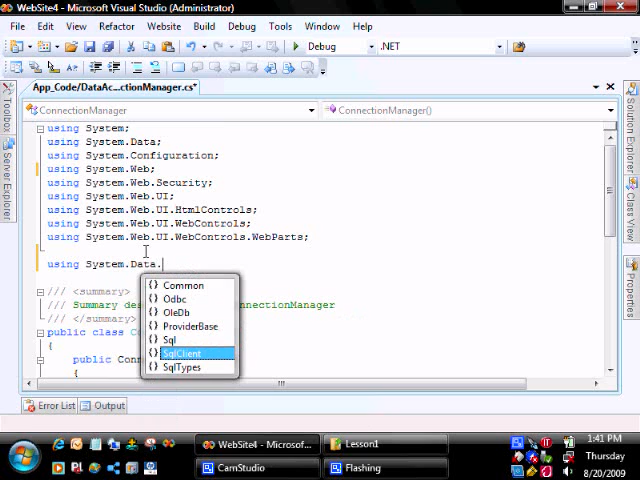 WebSite4 - Microsoft Visual Studio (Administrator)
File Edit View Refactor Website Build Debug Tools Window Help
Debug .NET
App_Code/DataAc...ctionManager.cs*
ConnectionManager ConnectionManager()
Toolbox
Server Explorer
using System;
using System.Data;
using System.Configuration;
using System.Web;
using System.Web.Security;
using System.Web.UI;
using System.Web.UI.HtmlControls;
using System.Web.UI.WebControls;
using System.Web.UI.WebControls.WebParts;
using System.Data.
{} Common
{} Odbc
{} OleDb
{} ProviderBase
{} Sql
{} SqlClient
{} SqlTypes
/// <summary>
/// Summary des onnectionManager
/// </summary>
public class C
{
public Conn
{
Solution Explorer
Class View
Properties
Error List Output
WebSite4 - Microsof... Lesson1
CamStudio Flashing
1:41 PM
Thursday
8/20/2009